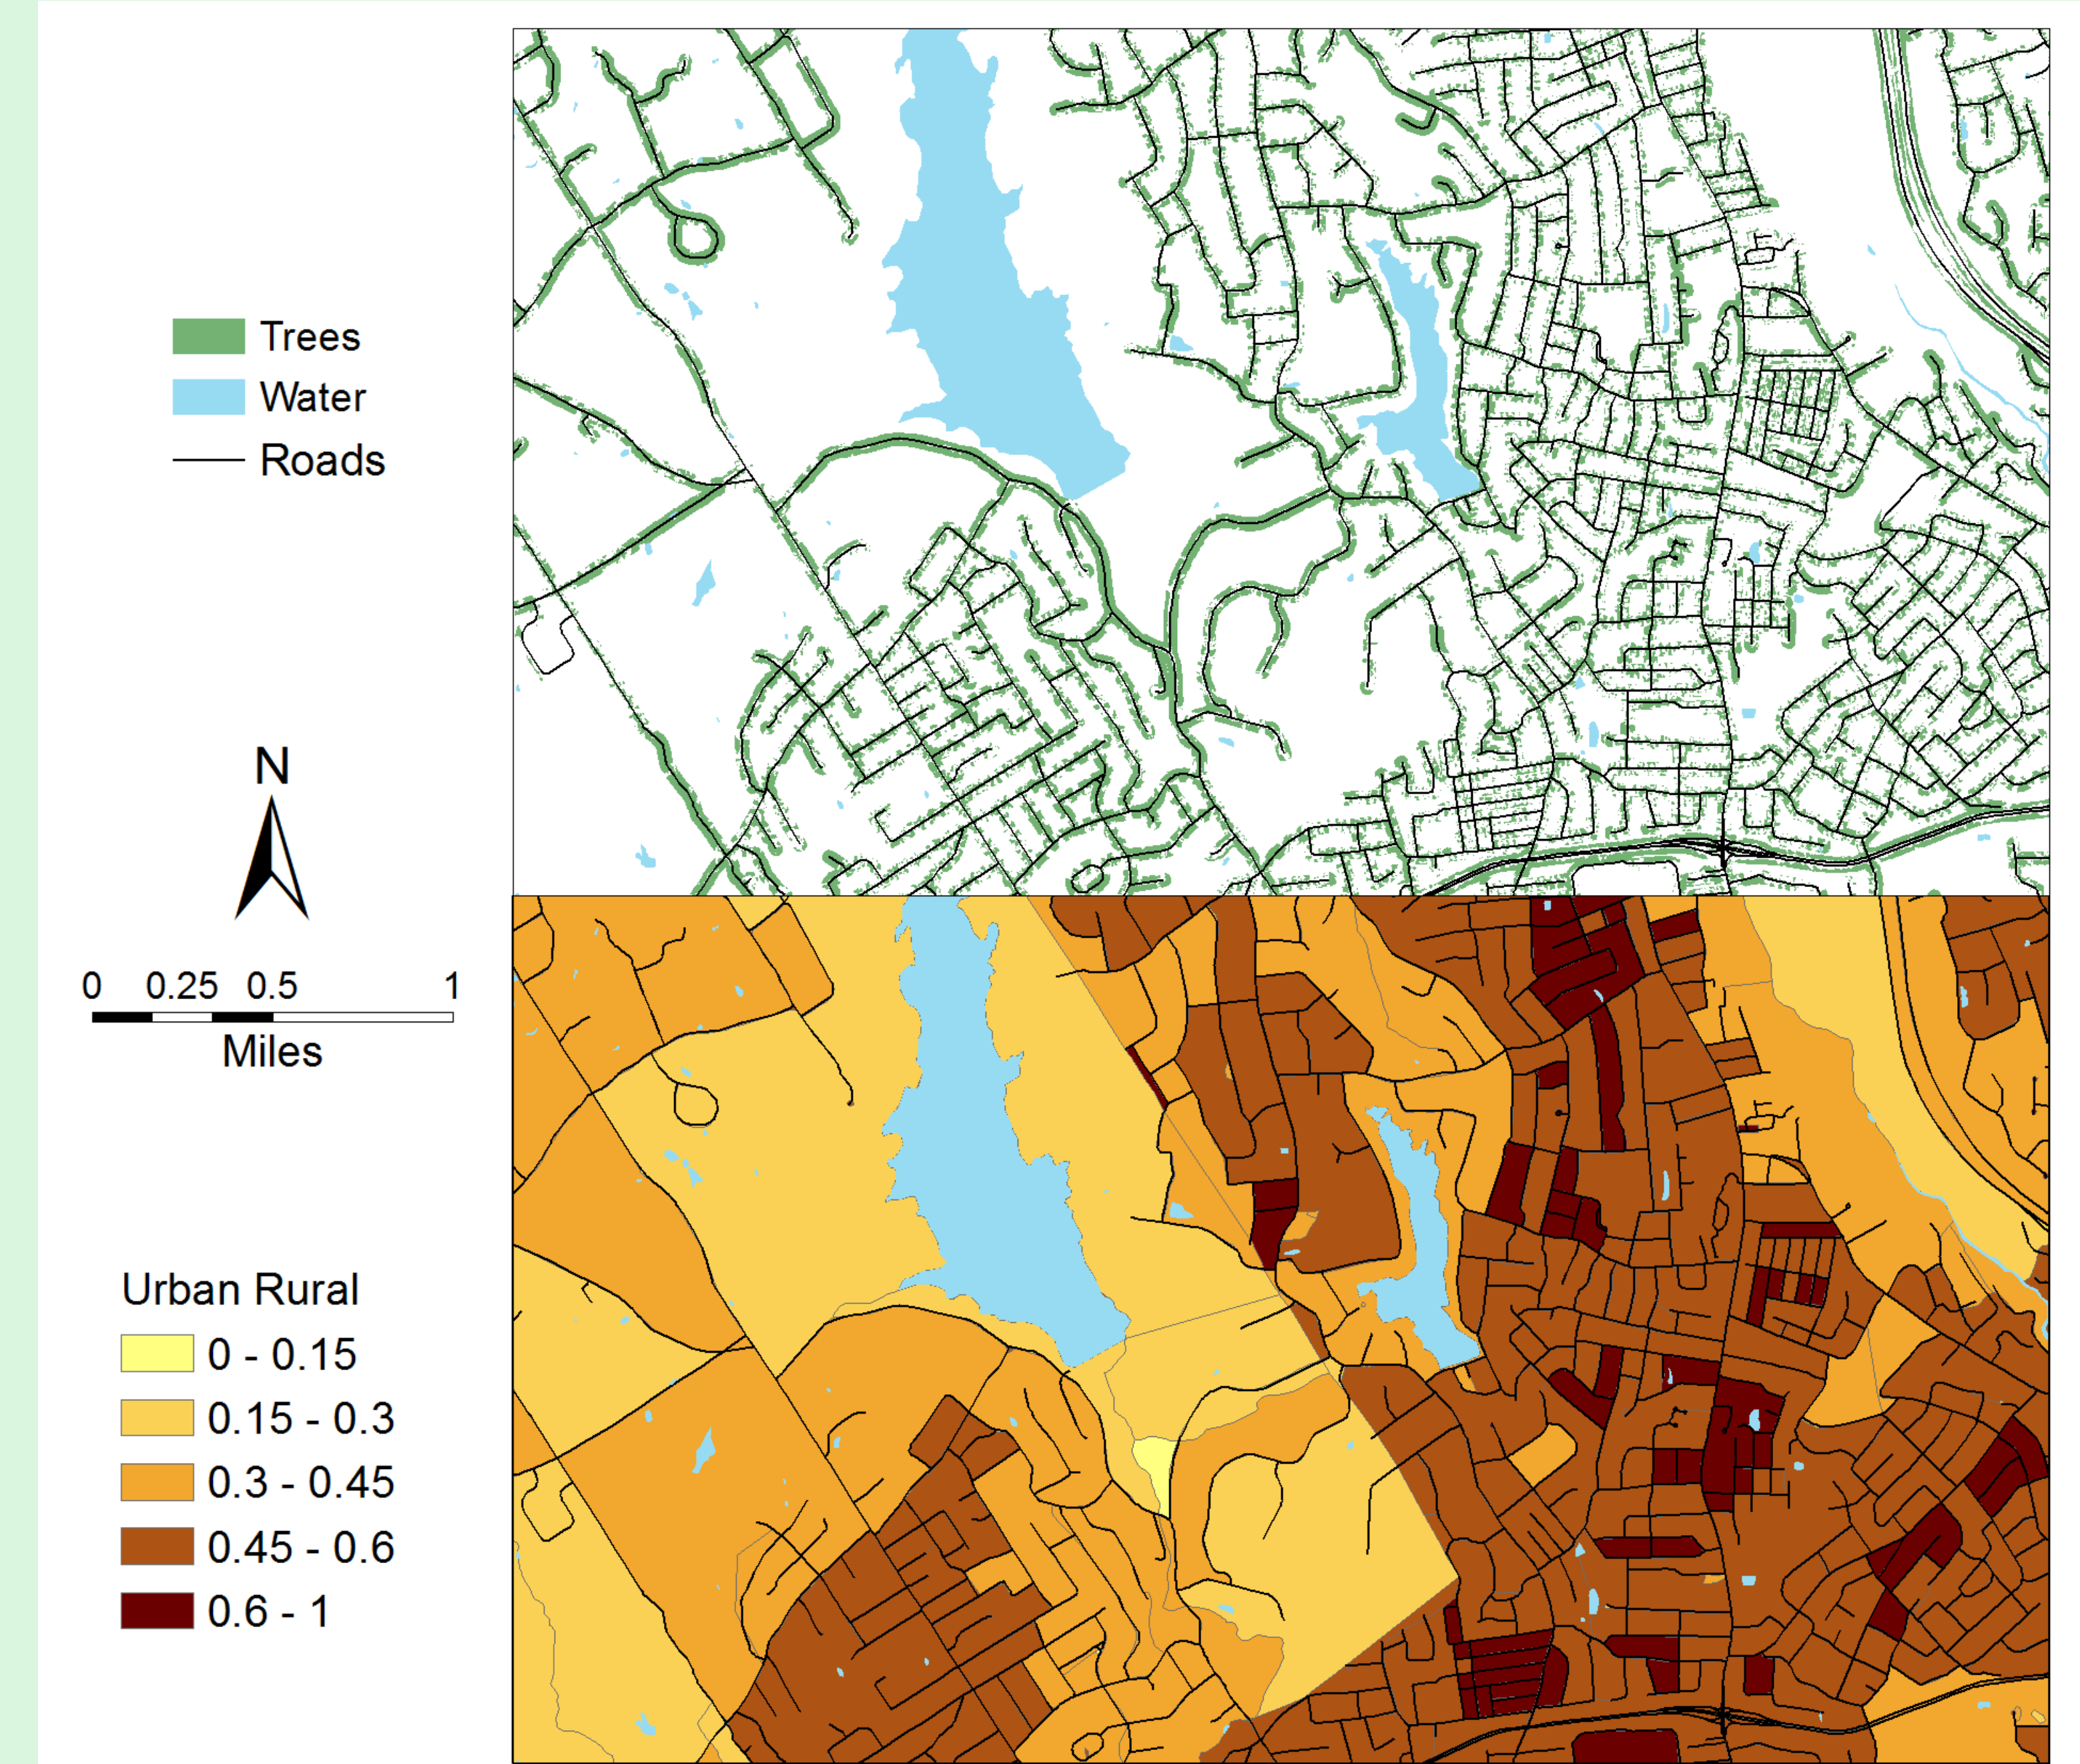 Trees
Water
Roads
N
0 0.25 0.5 1
Miles
Urban Rural
0 - 0.15
0.15 - 0.3
0.3 - 0.45
0.45 - 0.6
0.6 - 1